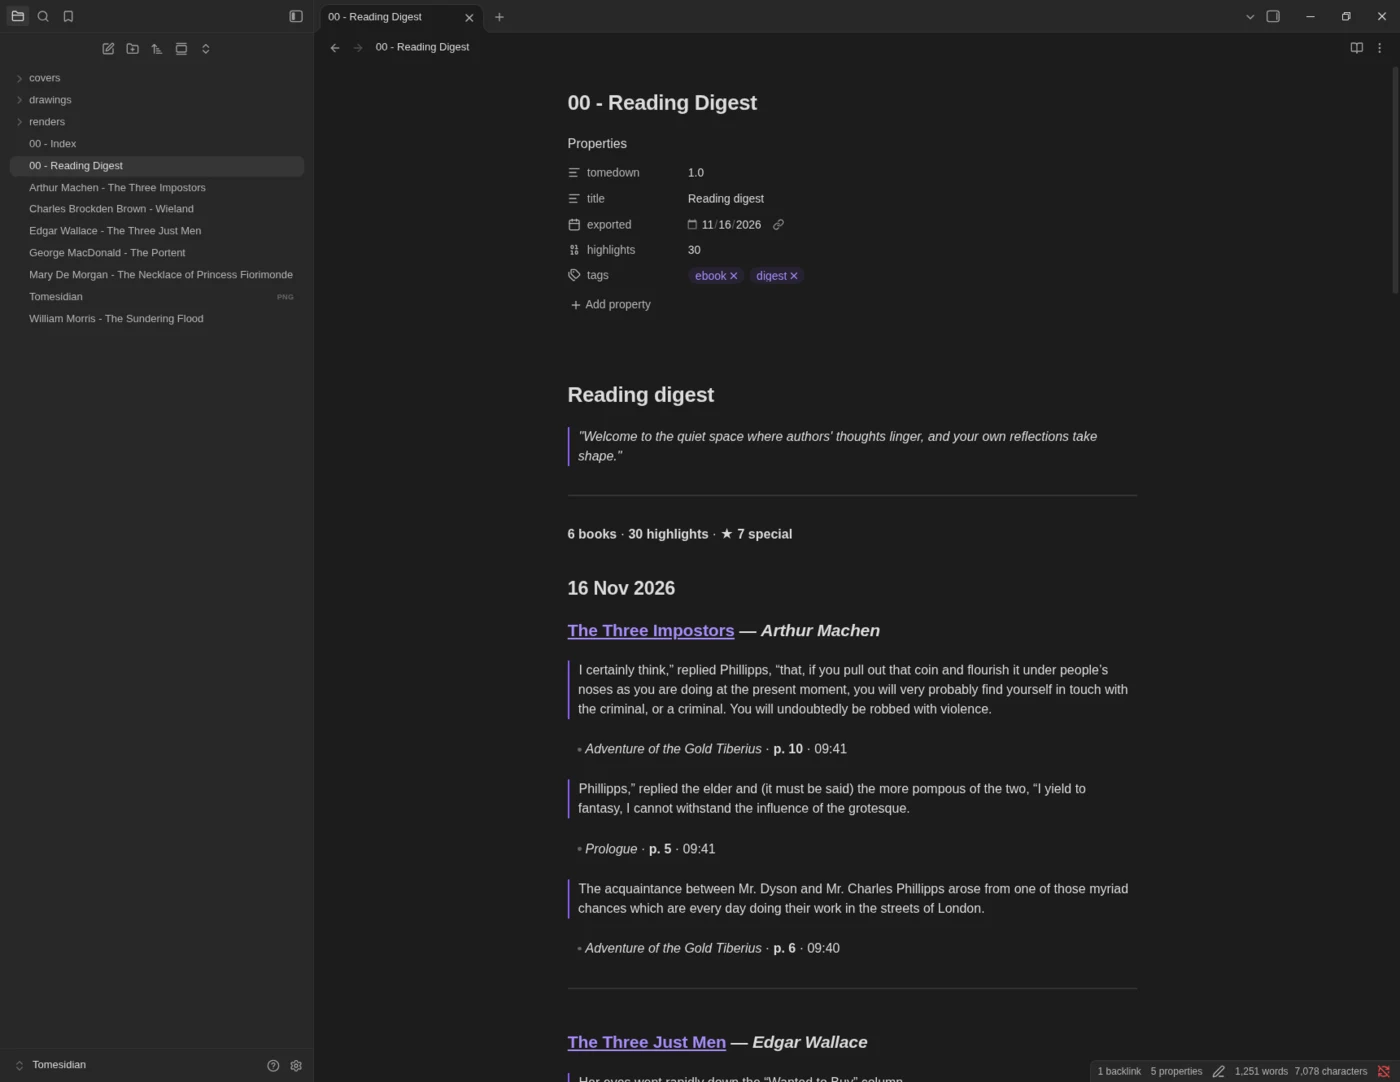 00 - Reading Digest
00 - Reading Digest
covers
drawings
renders
00 - Index
00 - Reading Digest
Arthur Machen - The Three Impostors
Charles Brockden Brown - Wieland
Edgar Wallace - The Three Just Men
George MacDonald - The Portent
Mary De Morgan - The Necklace of Princess Fiorimonde
Tomesidian PNG
William Morris - The Sundering Flood
Tomesidian
00 - Reading Digest
Properties
tomedown 1.0
title Reading digest
exported 11/16/2026
highlights 30
tags ebook digest
Add property
Reading digest
"Welcome to the quiet space where authors' thoughts linger, and your own reflections take
shape."
6 books · 30 highlights · ★ 7 special
16 Nov 2026
The Three Impostors — Arthur Machen
I certainly think,” replied Phillipps, “that, if you pull out that coin and flourish it under people’s
noses as you are doing at the present moment, you will very probably find yourself in touch with
the criminal, or a criminal. You will undoubtedly be robbed with violence.
• Adventure of the Gold Tiberius · p. 10 · 09:41
Phillipps,” replied the elder and (it must be said) the more pompous of the two, “I yield to
fantasy, I cannot withstand the influence of the grotesque.
• Prologue · p. 5 · 09:41
The acquaintance between Mr. Dyson and Mr. Charles Phillipps arose from one of those myriad
chances which are every day doing their work in the streets of London.
• Adventure of the Gold Tiberius · p. 6 · 09:40
The Three Just Men — Edgar Wallace
Her eyes went rapidly down the “Wanted to Buy” column
1 backlink 5 properties 1,251 words 7,078 characters